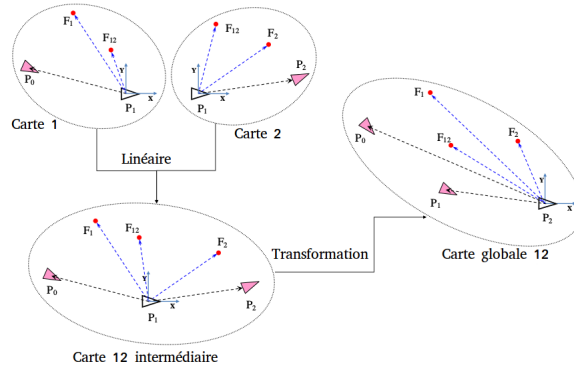 F1
F12
P0
Y
X
P1
Carte 1
F12
F2
P2
Y
X
P1
Carte 2
Linéaire
F1
F12
F2
P0
Y
X
P1
P2
Carte 12 intermédiaire
Transformation
F1
P0
F12
F2
P1
Y
X
P2
Carte globale 12